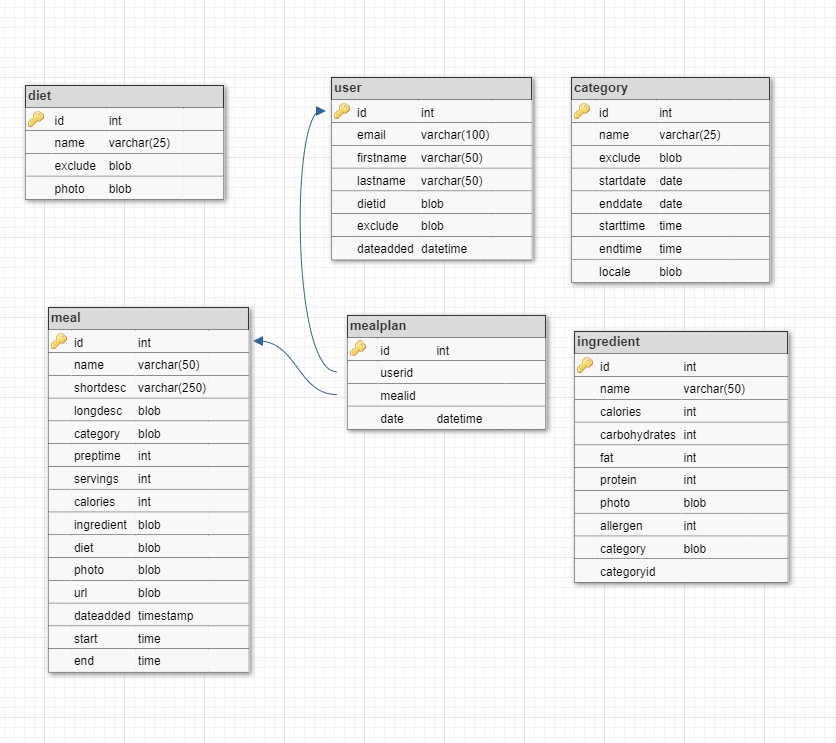 diet
id int
name varchar(25)
exclude blob
photo blob
user
id int
email varchar(100)
firstname varchar(50)
lastname varchar(50)
dietid blob
exclude blob
dateadded datetime
category
id int
name varchar(25)
exclude blob
startdate date
enddate date
starttime time
endtime time
locale blob
meal
id int
name varchar(50)
shortdesc varchar(250)
longdesc blob
category blob
preptime int
servings int
calories int
ingredient blob
diet blob
photo blob
url blob
dateadded timestamp
start time
end time
mealplan
id int
userid
mealid
date datetime
ingredient
id int
name varchar(50)
calories int
carbohydrates int
fat int
protein int
photo blob
allergen int
category blob
categoryid